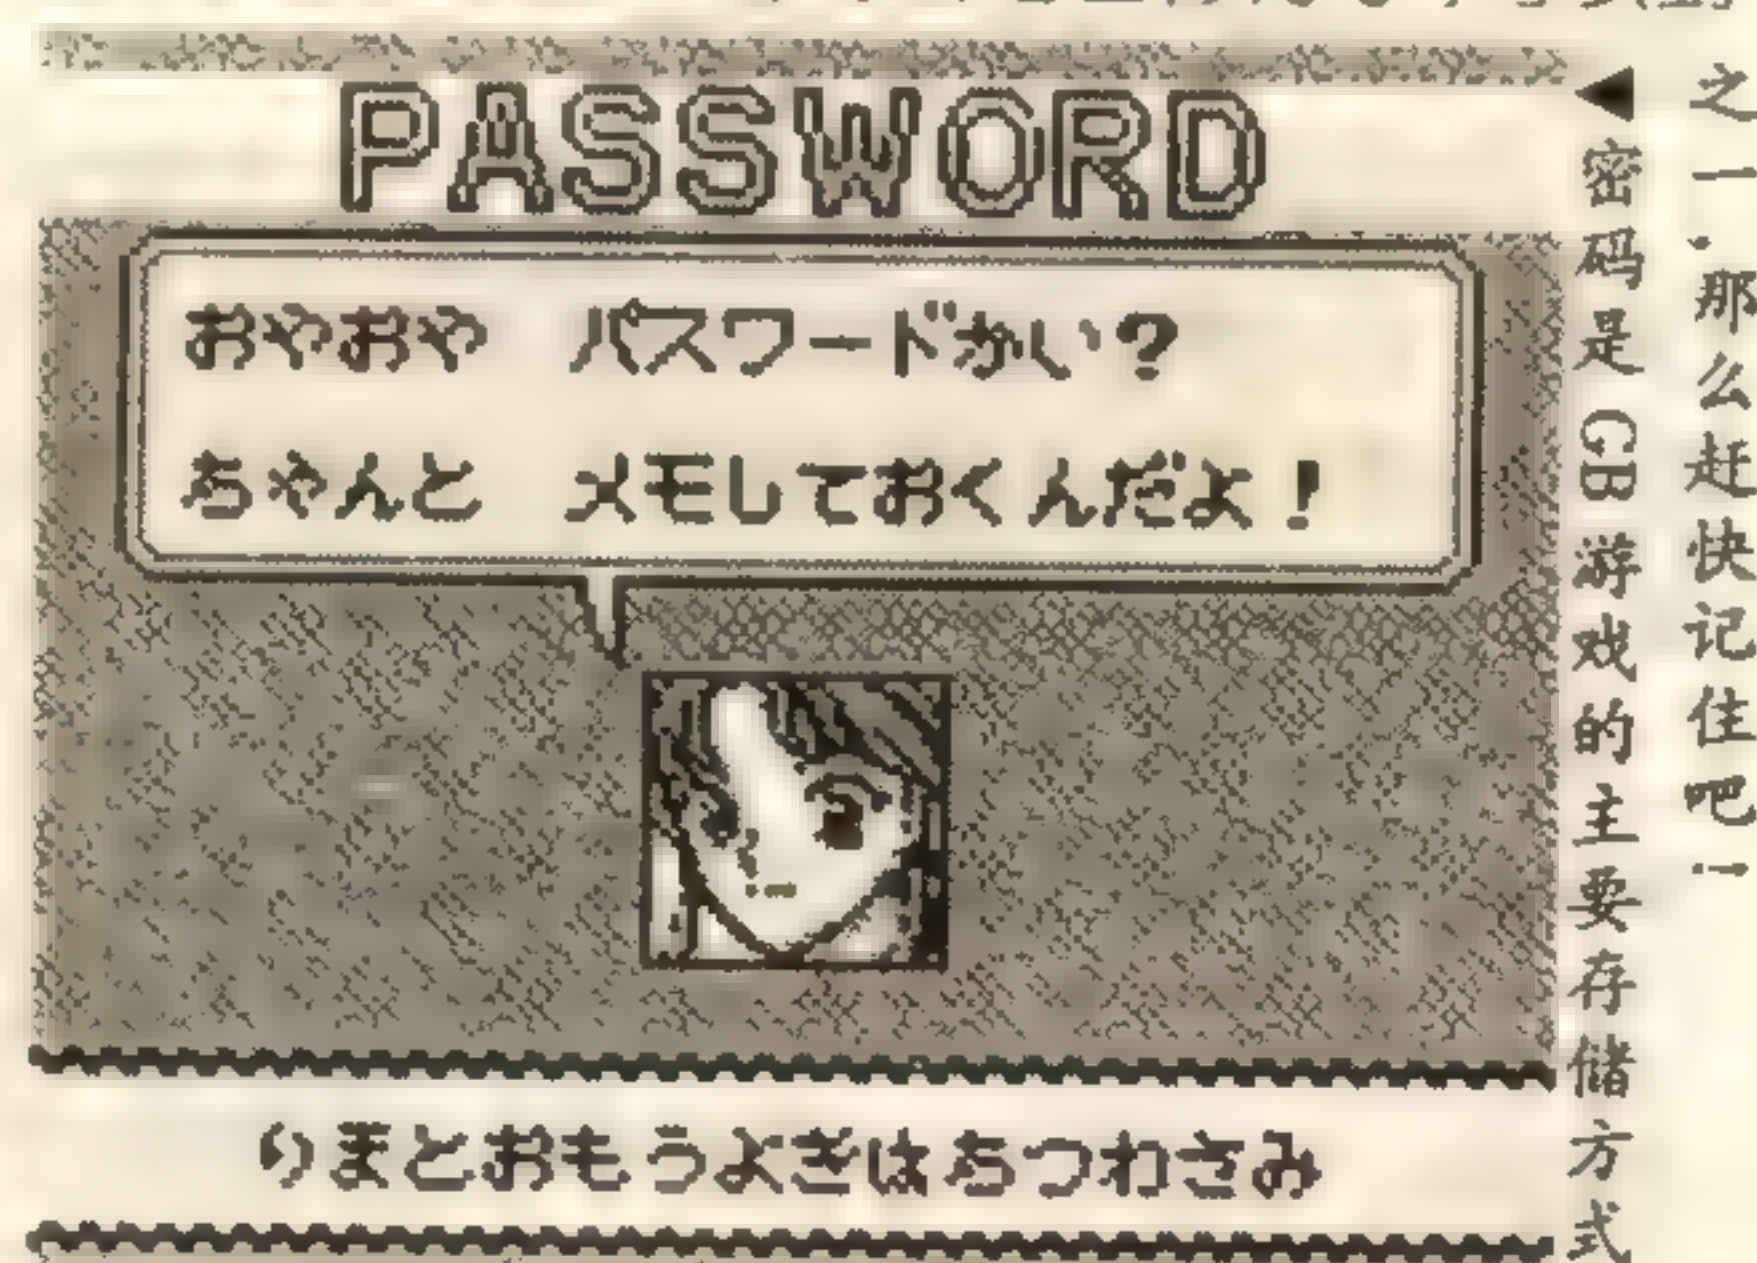 PASSWORD
おやおや　パスワードかい？
ちゃんと　メモしておくんだよ！
りまとおもうよぎはちつわさみ
之一.那么赶快记住吧!
◀密码是GB游戏的主要存储方式